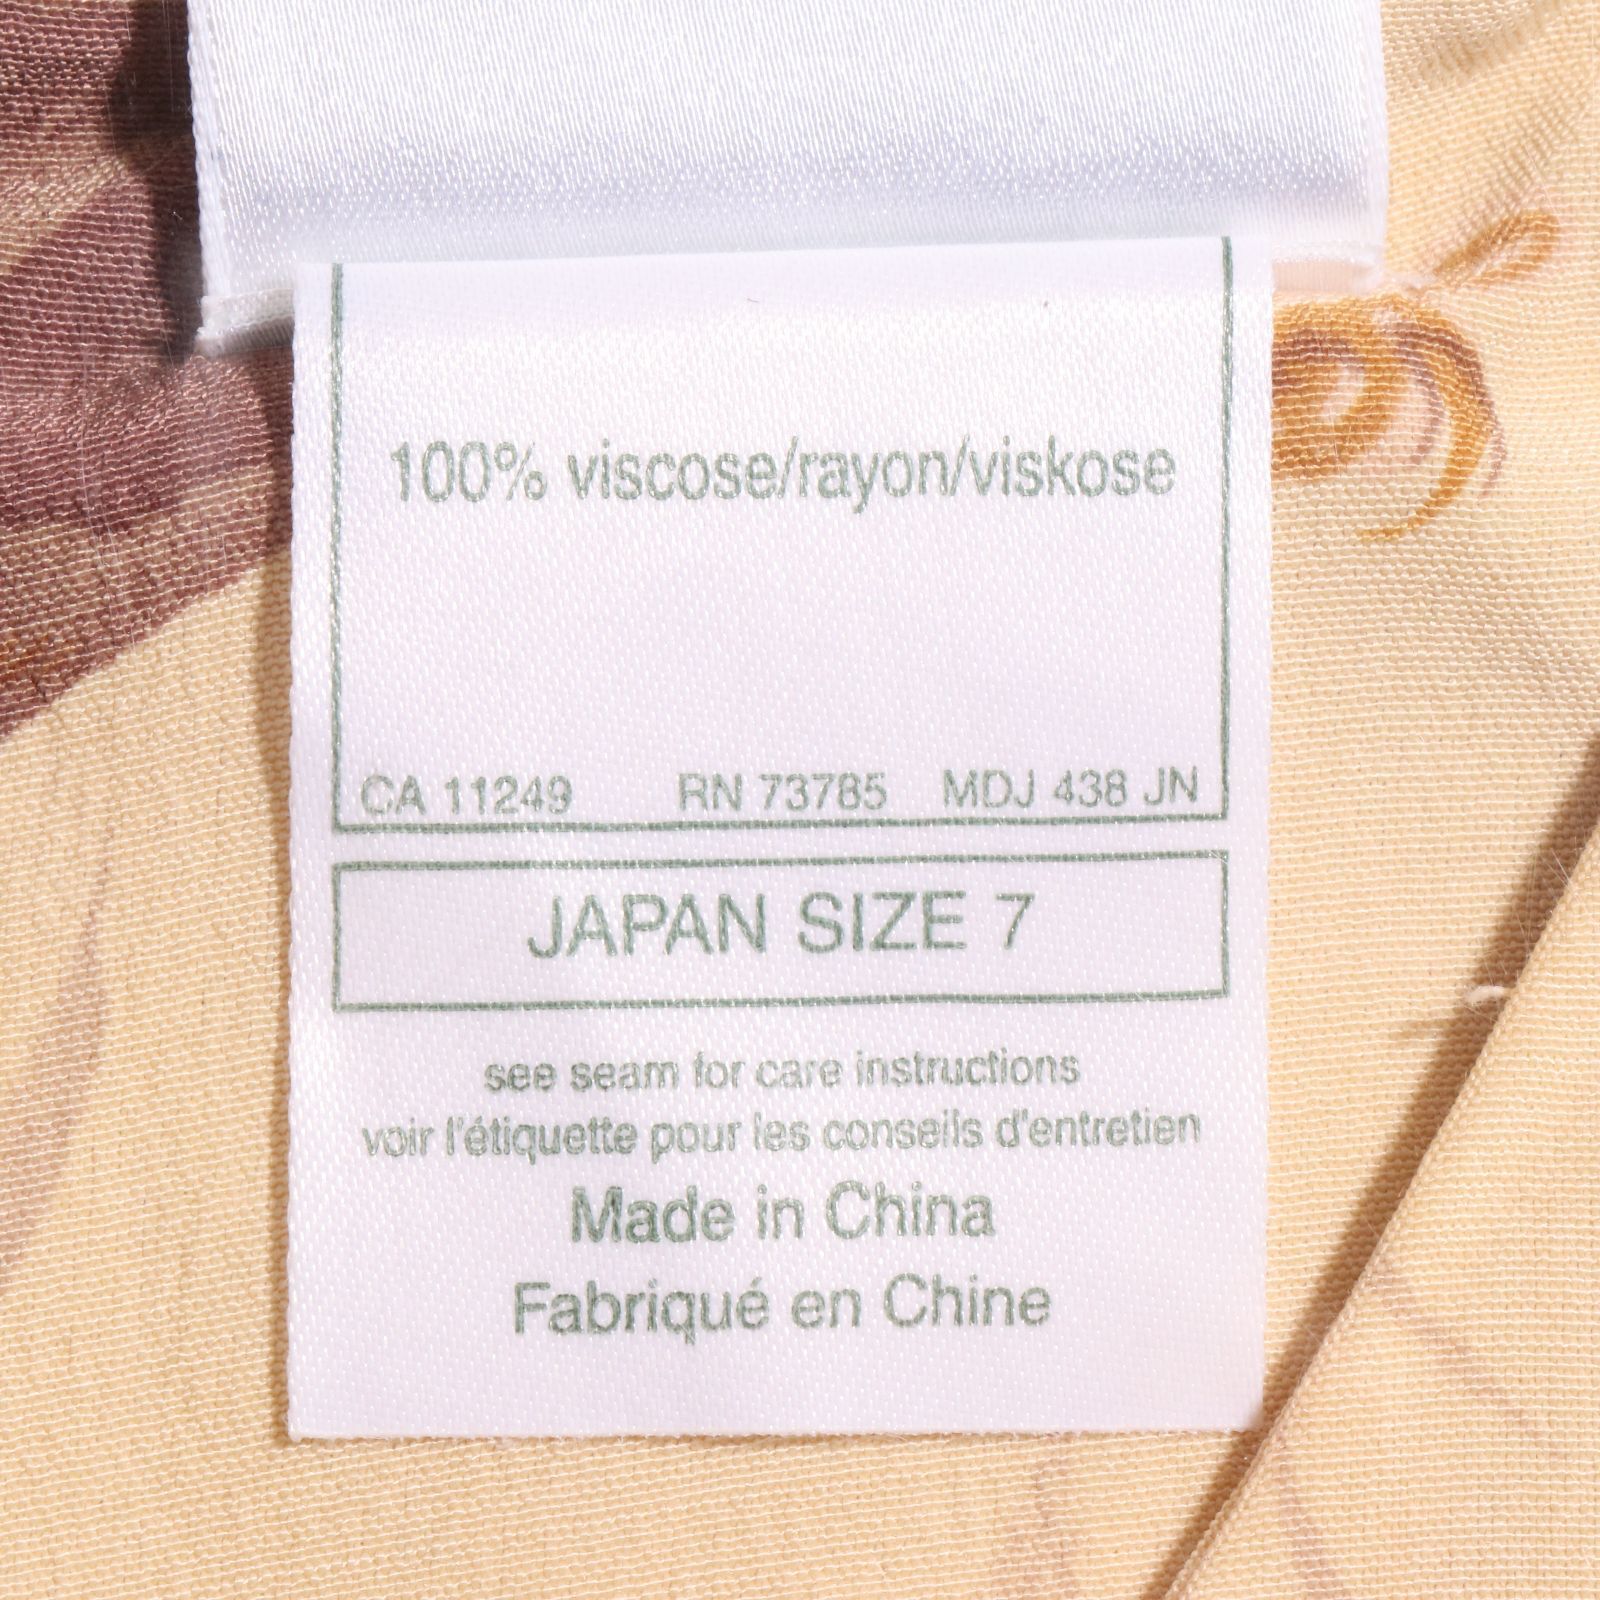 100% viscose/rayon/viskose
CA 11249 RN 73785 MDJ 438 JN
JAPAN SIZE 7
see seam for care instructions
voir l'étiquette pour les conseils d'entretien
Made in China
Fabriqué en Chine